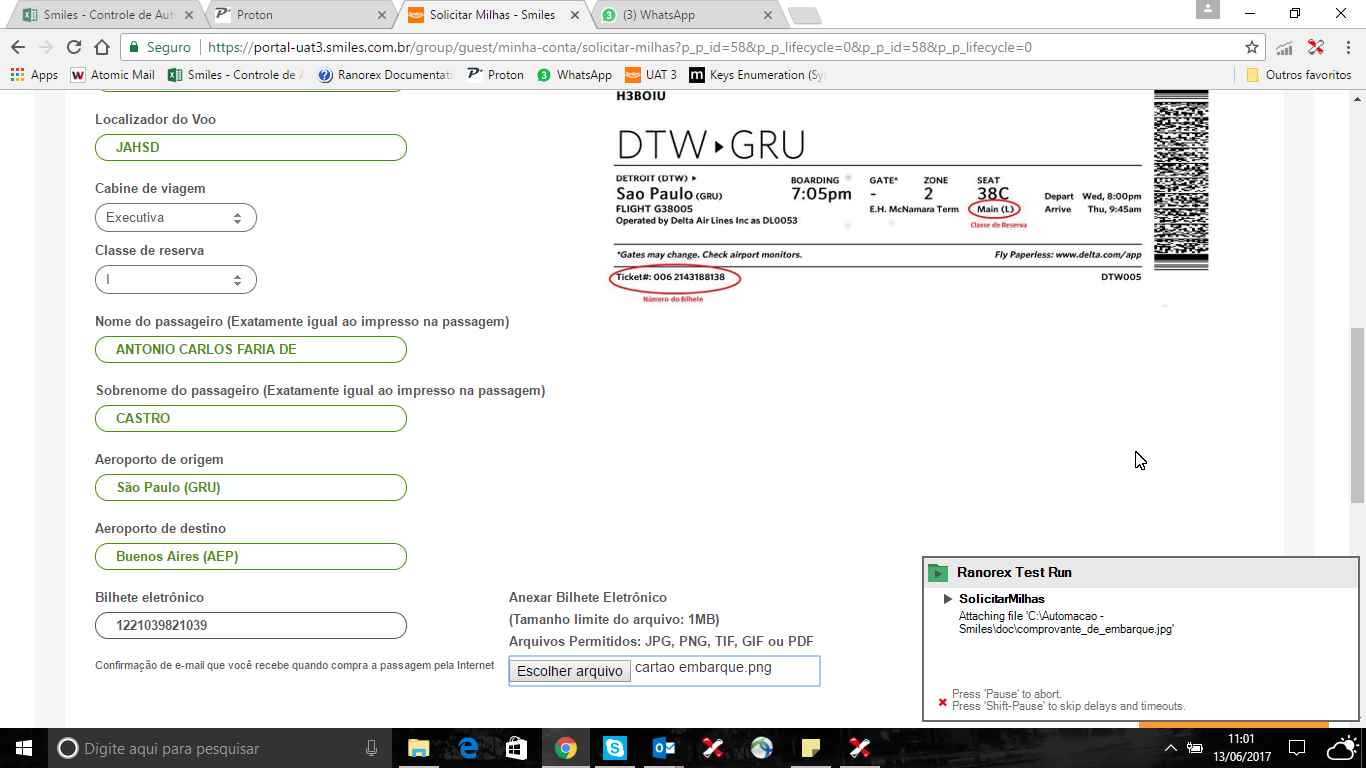 Smiles - Controle de Aut
Proton
Solicitar Milhas - Smiles
(3) WhatsApp
Seguro
https://portal-uat3.smiles.com.br/group/guest/minha-conta/solicitar-milhas?p_p_id=58&p_p_lifecycle=0&p_p_id=58&p_p_lifecycle=0
Apps
Atomic Mail
Smiles - Controle de A
Ranorex Documentati
Proton
WhatsApp
UAT 3
Keys Enumeration (Sy
Outros favoritos
H3BOIU
DTW GRU
DETROIT (DTW)
BOARDING
GATE*
ZONE
SEAT
Sao Paulo (GRU)
7:05pm
-
2
38C
Depart Wed, 8:00pm
FLIGHT G38005
E.H. McNamara Term
Main (L)
Arrive Thu, 9:45am
Operated by Delta Air Lines Inc as DL0053
Classe de Reserva
*Gates may change. Check airport monitors.
Fly Paperless: www.delta.com/app
Ticket#: 006 2143188138
DTW005
Número do Bilhete
Localizador do Voo
JAHSD
Cabine de viagem
Executiva
Classe de reserva
I
Nome do passageiro (Exatamente igual ao impresso na passagem)
ANTONIO CARLOS FARIA DE
Sobrenome do passageiro (Exatamente igual ao impresso na passagem)
CASTRO
Aeroporto de origem
São Paulo (GRU)
Aeroporto de destino
Buenos Aires (AEP)
Bilhete eletrônico
1221039821039
Confirmação de e-mail que você recebe quando compra a passagem pela Internet
Anexar Bilhete Eletrônico
(Tamanho limite do arquivo: 1MB)
Arquivos Permitidos: JPG, PNG, TIF, GIF ou PDF
Escolher arquivo
cartao embarque.png
Ranorex Test Run
SolicitarMilhas
Attaching file 'C:\Automacao -
Smiles\doc\comprovante_de_embarque.jpg'
Press 'Pause' to abort.
Press 'Shift-Pause' to skip delays and timeouts.
Digite aqui para pesquisar
11:01
13/06/2017